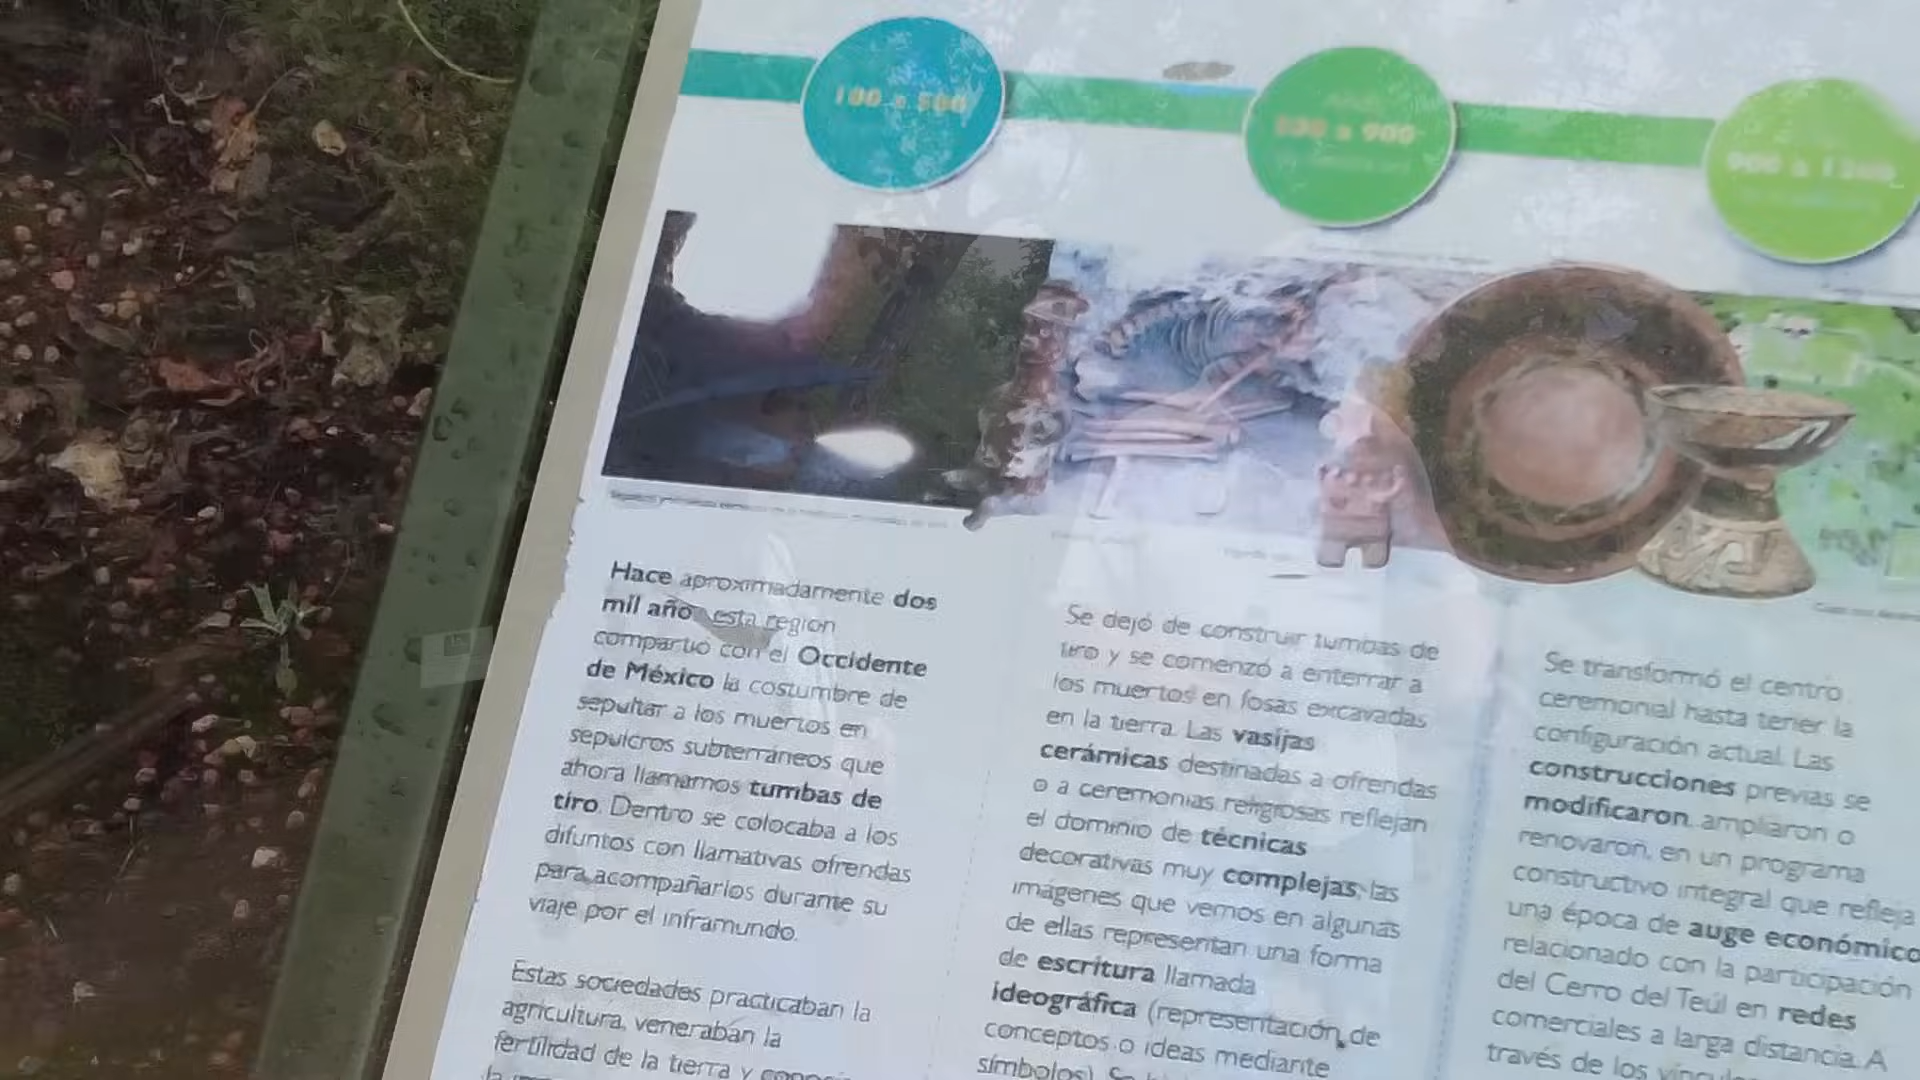 100 a 500
a 900
900 a 1200
Hace aproximadamente dos
mil año esta región
compartió con el Occidente
de México la costumbre de
sepultar a los muertos en
sepulcros subterráneos que
ahora llamamos tumbas de
tiro. Dentro se colocaba a los
difuntos con llamativas ofrendas
para acompañarlos durante su
viaje por el inframundo.
Estas sociedades practicaban la
agricultura, veneraban la
fertilidad de la tierra y
Se dejó de construir tumbas de
tiro y se comenzó a enterrar a
los muertos en fosas excavadas
en la tierra. Las vasijas
cerámicas destinadas a ofrendas
o a ceremonias religiosas reflejan
el dominio de técnicas
decorativas muy complejas; las
imágenes que vemos en algunas
de ellas representan una forma
de escritura llamada
ideográfica (representación de
conceptos o ideas mediante
símbolos).
Se transformó el centro
ceremonial hasta tener la
configuración actual. Las
construcciones previas se
modificaron, ampliaron o
renovaron, en un programa
constructivo integral que refleja
una época de auge económico
relacionado con la participación
del Cerro del Teúl en redes
comerciales a larga distancia. A
través de los